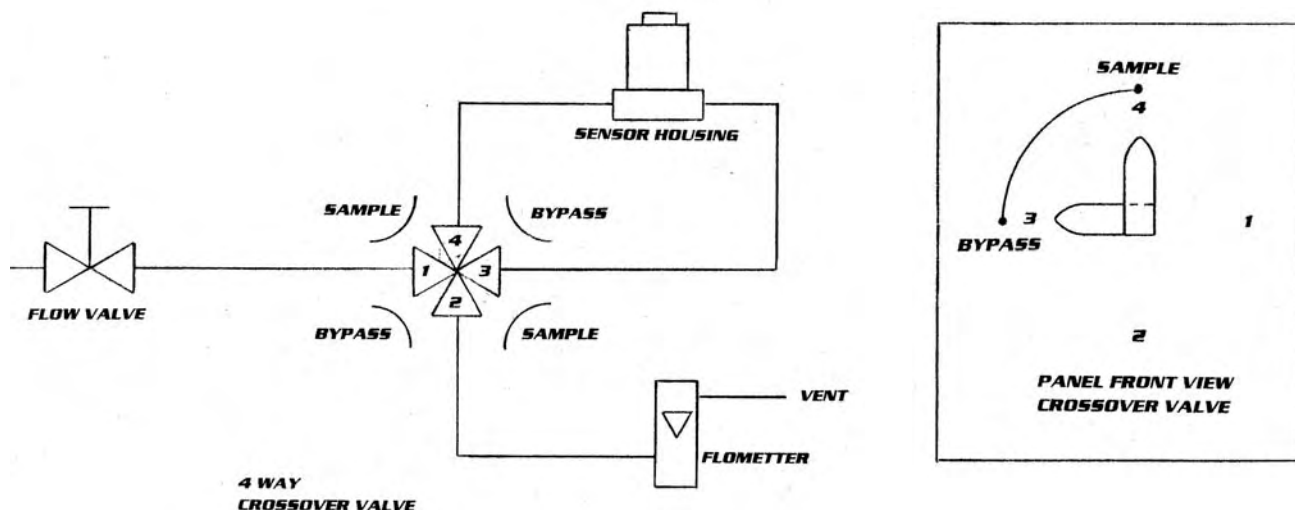 SENSOR HOUSING
SAMPLE
BYPASS
4
1
3
2
FLOW VALVE
BYPASS
SAMPLE
VENT
FLOMETTER
4 WAY
CROSSOVER VALVE
SAMPLE
4
3
1
BYPASS
2
PANEL FRONT VIEW
CROSSOVER VALVE